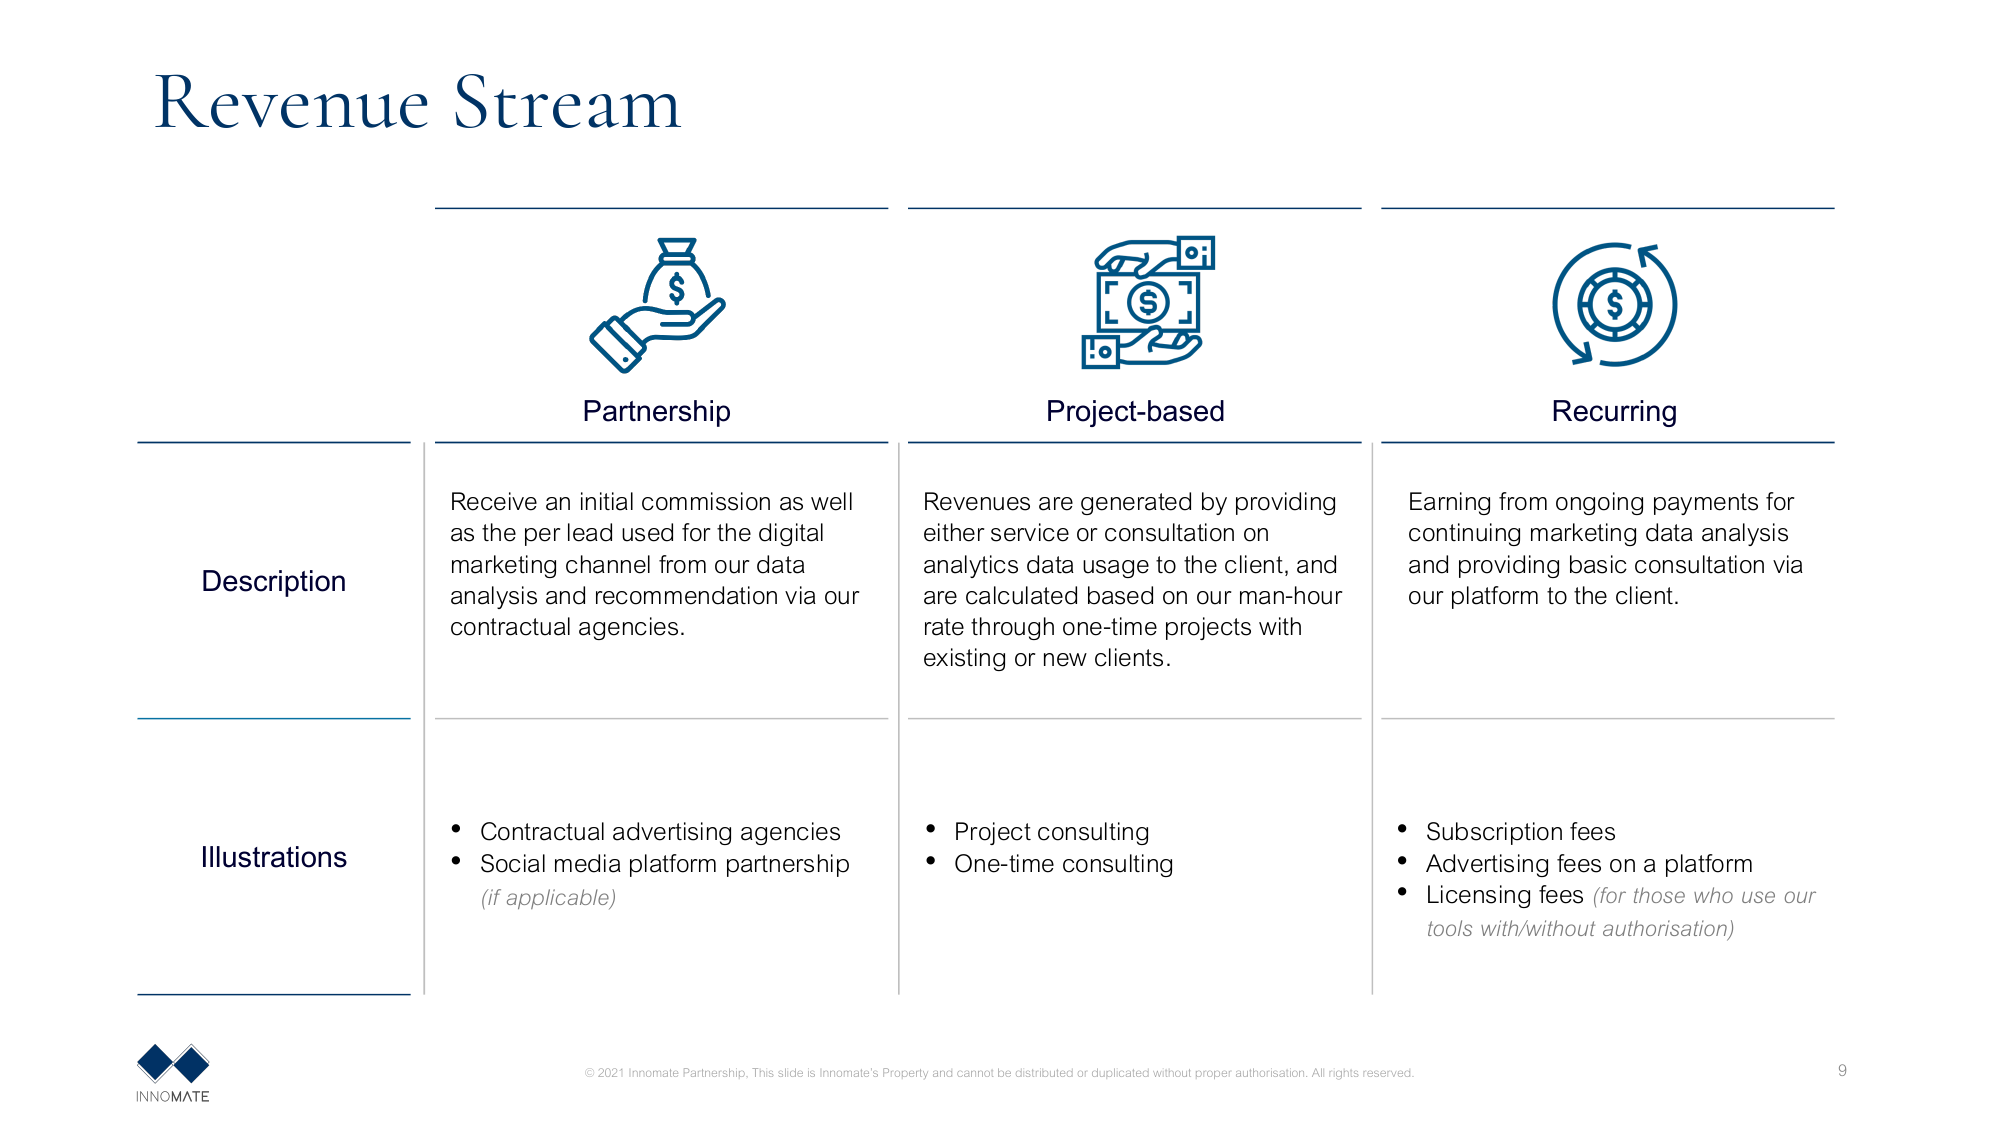 Revenue Stream
Partnership
Project-based
Recurring
Description
Receive an initial commission as well
as the per lead used for the digital
marketing channel from our data
analysis and recommendation via our
contractual agencies.
Revenues are generated by providing
either service or consultation on
analytics data usage to the client, and
are calculated based on our man-hour
rate through one-time projects with
existing or new clients.
Earning from ongoing payments for
continuing marketing data analysis
and providing basic consultation via
our platform to the client.
Illustrations
• Contractual advertising agencies
• Social media platform partnership
(if applicable)
• Project consulting
• One-time consulting
• Subscription fees
• Advertising fees on a platform
• Licensing fees (for those who use our
tools with/without authorisation)
INNOMATE
© 2021 Innomate Partnership, This slide is Innomate's Property and cannot be distributed or duplicated without proper authorisation. All rights reserved.
9